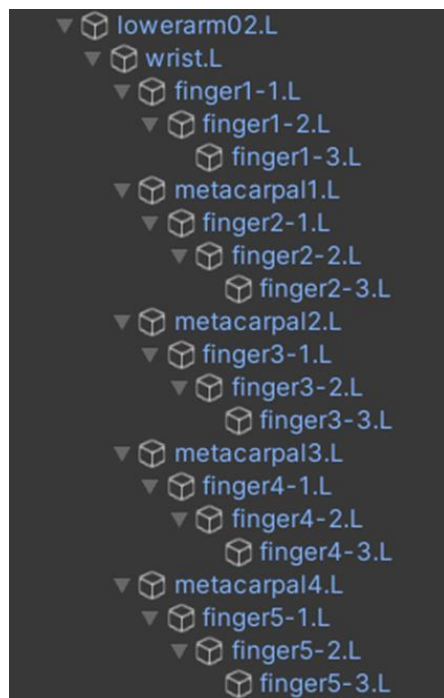 lowerarm02.L
wrist.L
finger1-1.L
finger1-2.L
finger1-3.L
metacarpal1.L
finger2-1.L
finger2-2.L
finger2-3.L
metacarpal2.L
finger3-1.L
finger3-2.L
finger3-3.L
metacarpal3.L
finger4-1.L
finger4-2.L
finger4-3.L
metacarpal4.L
finger5-1.L
finger5-2.L
finger5-3.L